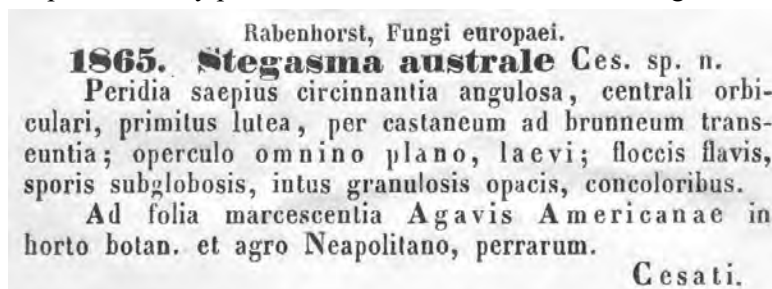 Rabenhorst, Fungi europaei.
1865. Stegasma australe Ces. sp. n.
Peridia saepius circinnantia angulosa, centrali orbi-
culari, primitus lutea, per castaneum ad brunneum trans-
euntia; operculo omnino plano, laevi; floccis flavis,
sporis subglobosis, intus granulosis opacis, concoloribus.
Ad folia marcescentia Agavis Americanae in
horto botan. et agro Neapolitano, perrarum.
Cesati.